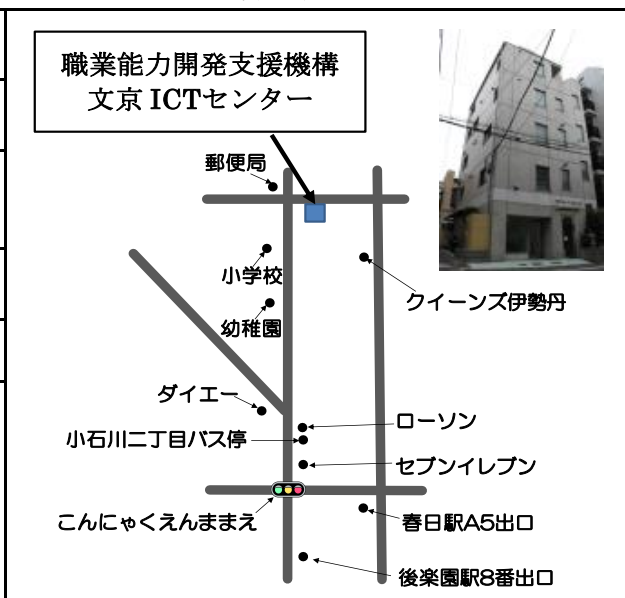 職業能力開発支援機構
文京 ICTセンター
郵便局
小学校
クイーンズ伊勢丹
幼稚園
ダイエー
ローソン
小石川二丁目バス停
セブンイレブン
こんにゃくえんままえ
春日駅A5出口
後楽園駅8番出口